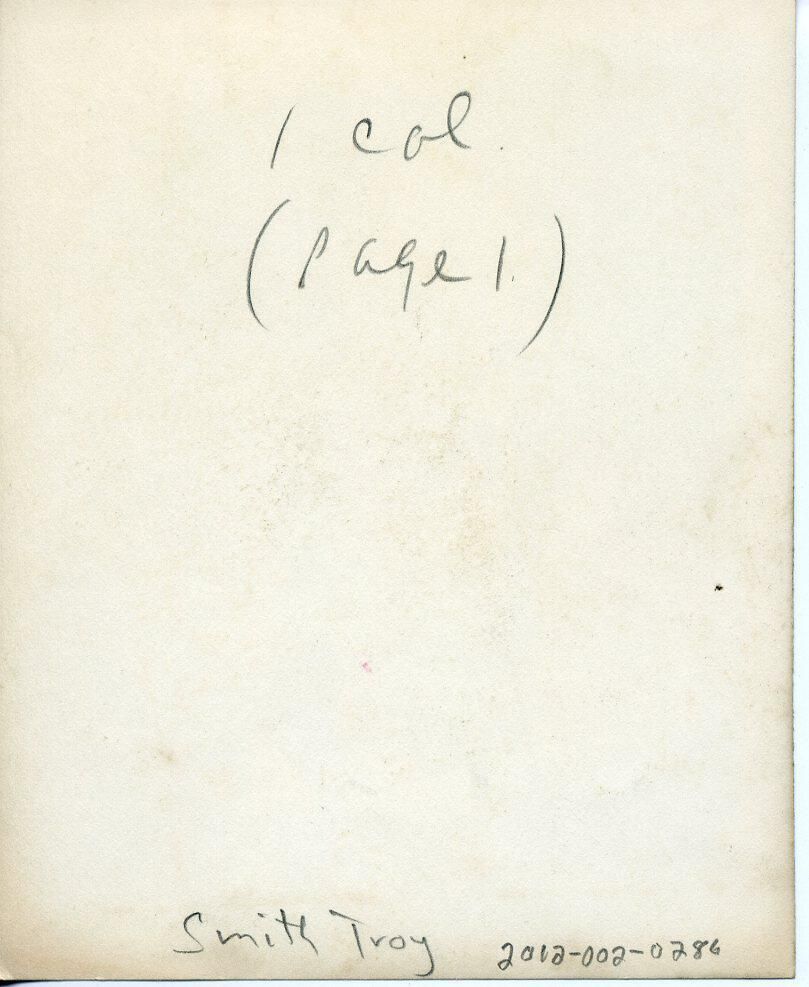 1 col.
(Page 1.)
Smith Troy 2012-002-0286